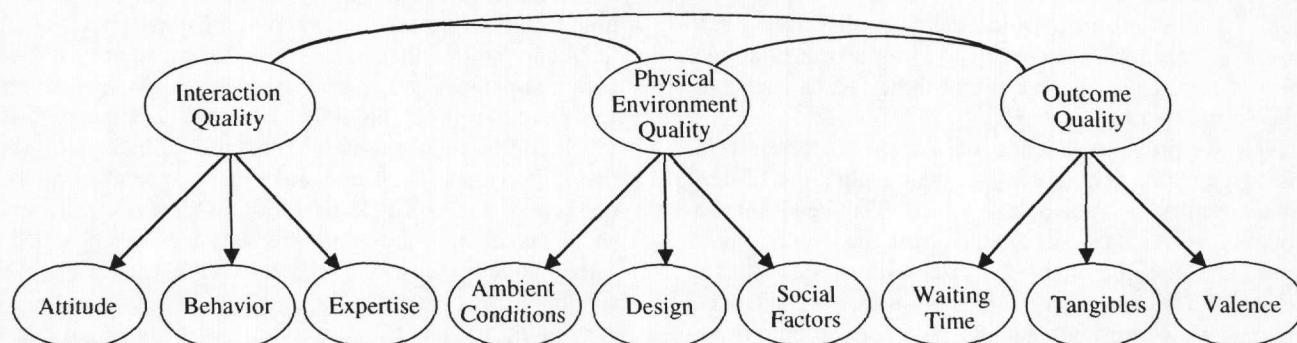 Interaction
Quality
Physical
Environment
Quality
Outcome
Quality
Attitude
Behavior
Expertise
Ambient
Conditions
Design
Social
Factors
Waiting
Time
Tangibles
Valence